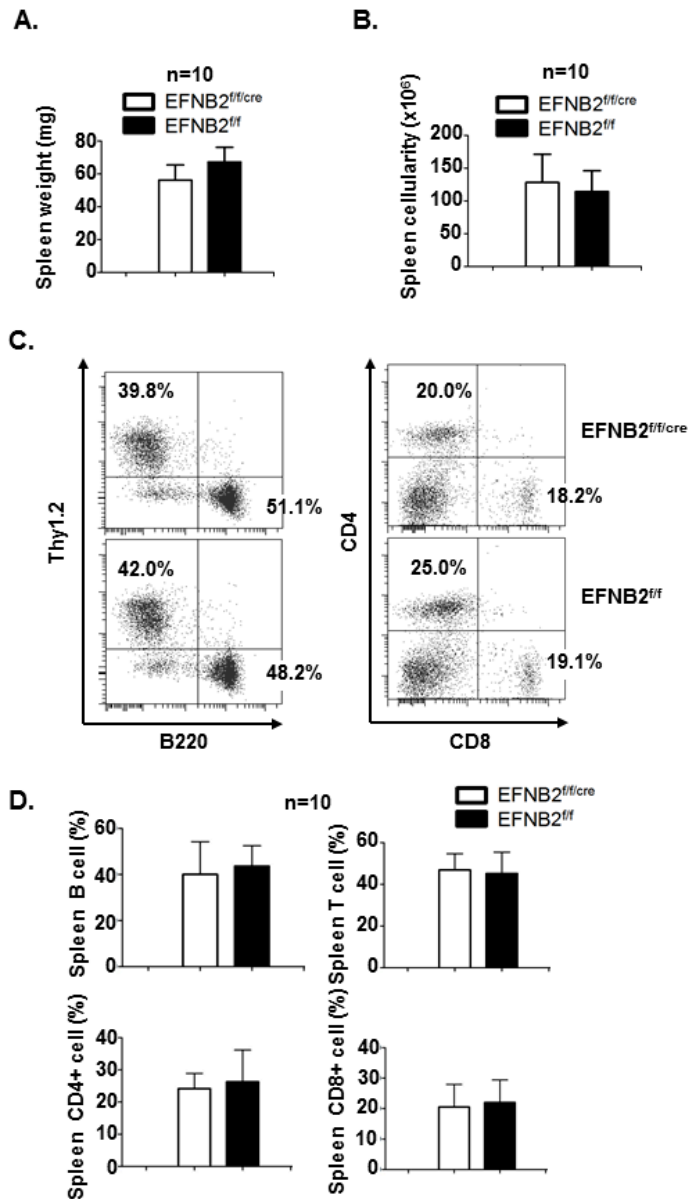 A.
n=10
EFNB2f/f/cre
EFNB2f/f
Spleen weight (mg)
80
60
40
20
0
B.
n=10
EFNB2f/f/cre
EFNB2f/f
Spleen cellularity (x10⁶)
200
150
100
50
0
C.
39.8%
51.1%
20.0%
18.2%
EFNB2f/f/cre
42.0%
48.2%
25.0%
19.1%
EFNB2f/f
Thy1.2
B220
CD4
CD8
D.
n=10
EFNB2f/f/cre
EFNB2f/f
Spleen B cell (%)
60
40
20
0
Spleen T cell (%)
60
40
20
0
Spleen CD4+ cell (%)
40
30
20
10
0
Spleen CD8+ cell (%)
40
30
20
10
0